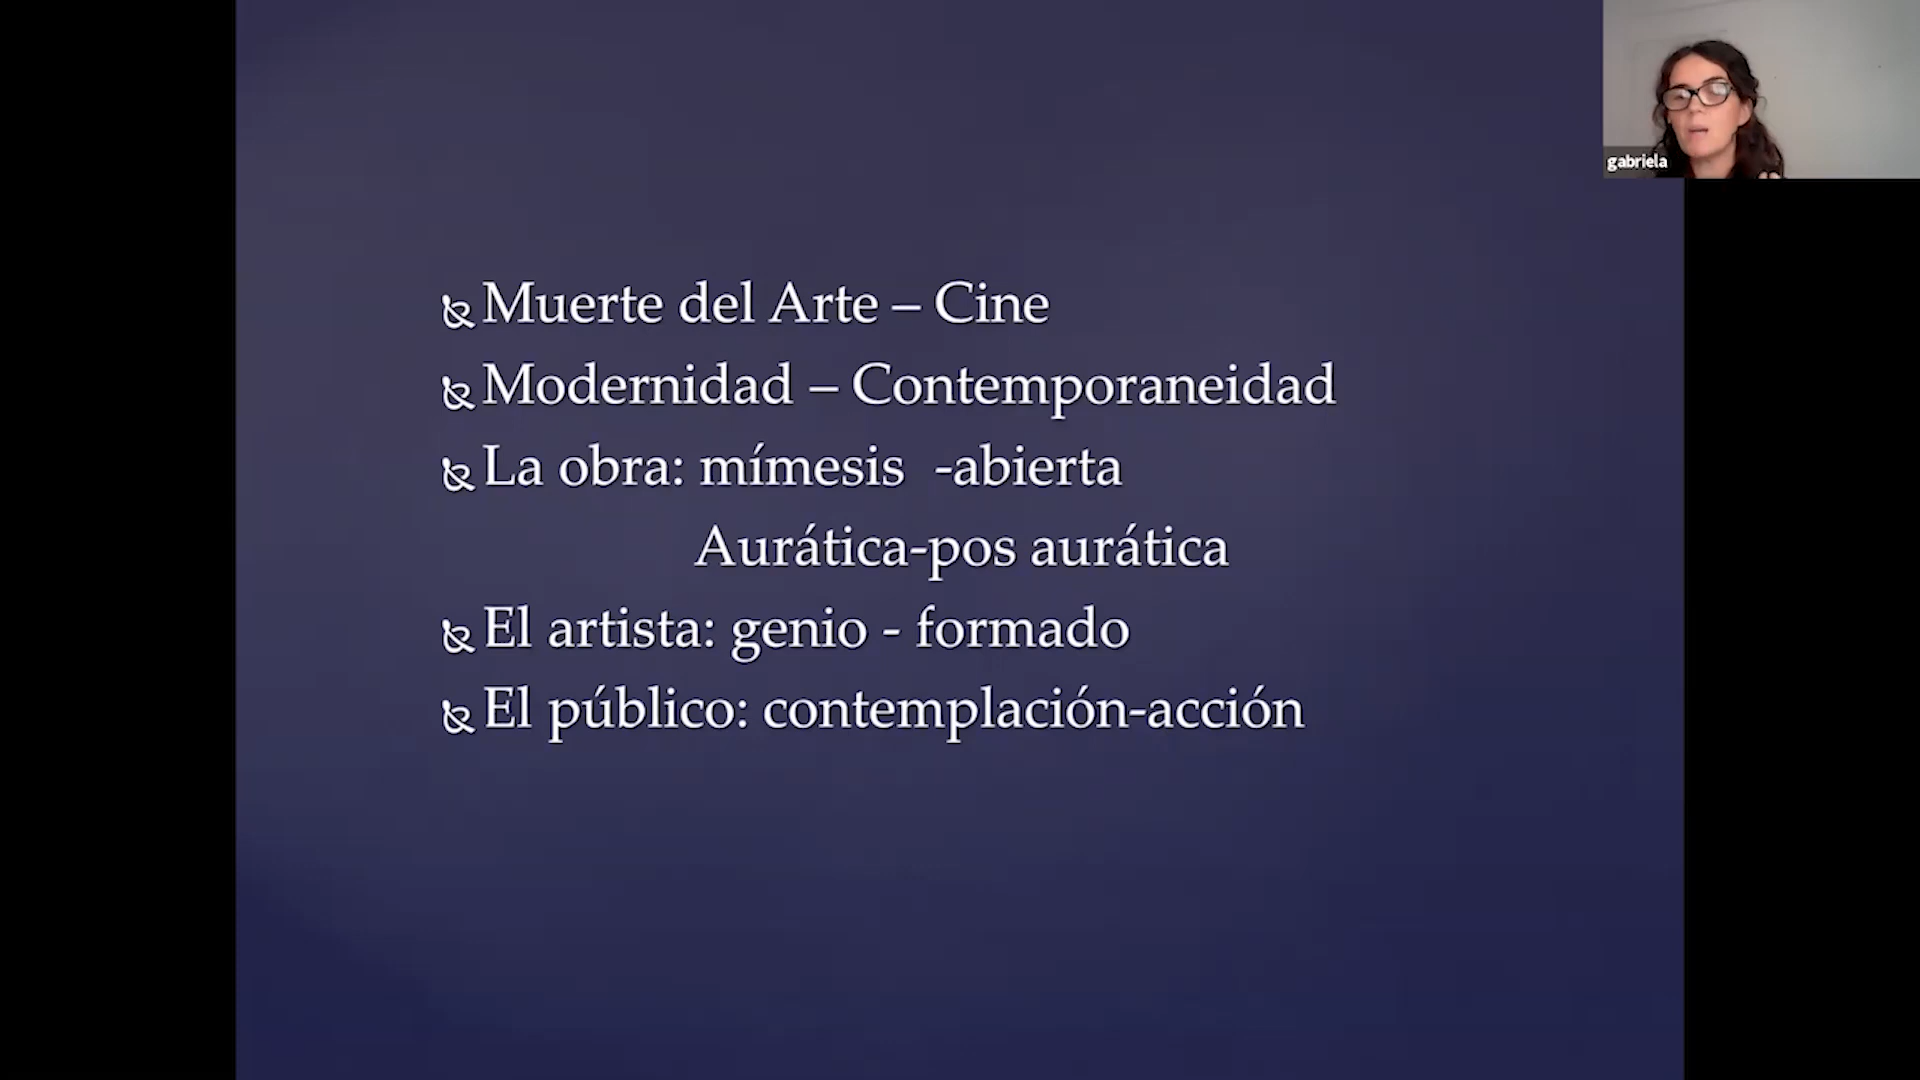 gabriela
Muerte del Arte – Cine
Modernidad – Contemporaneidad
La obra: mímesis  -abierta
Aurática-pos aurática
El artista: genio - formado
El público: contemplación-acción